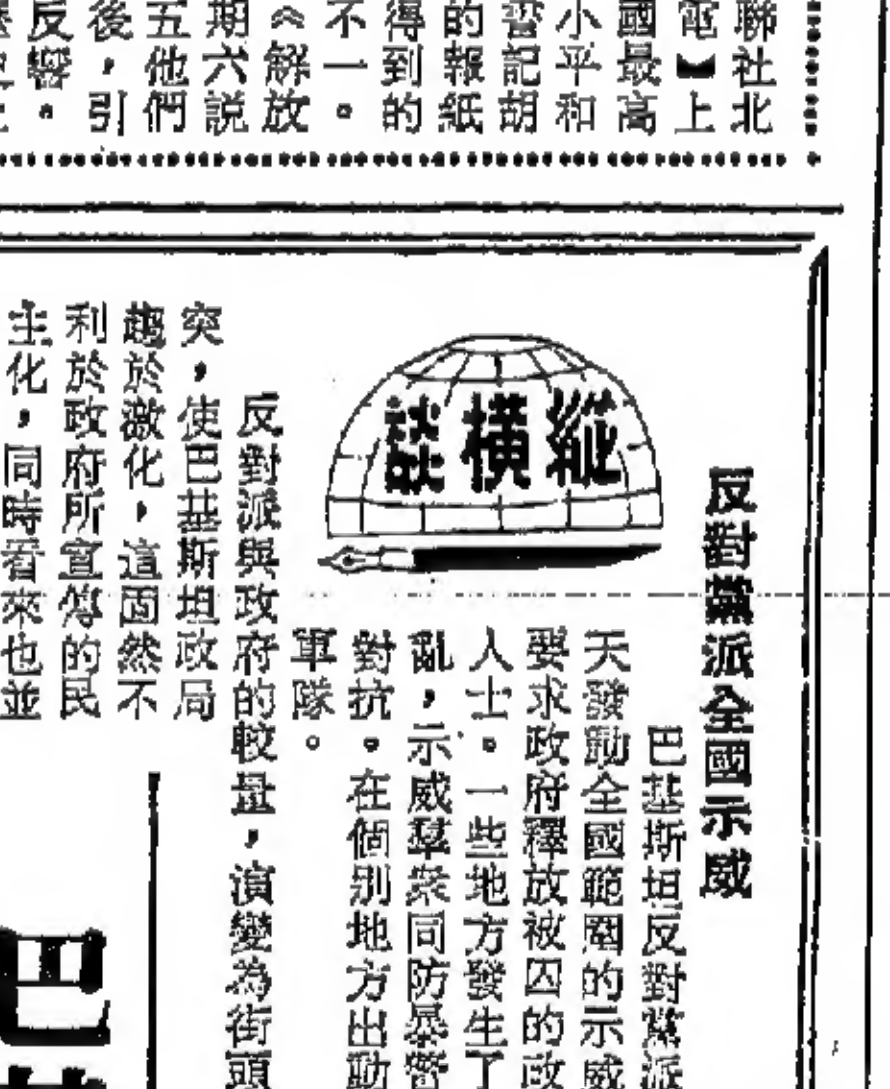 聯社北
電】上
國最高
小平和
記胡
的報紙
得到的
不一。
《解放
期六説
五他們
後，引
反響。
縱橫談
反對黨派全國示威
巴基斯坦反對黨派
天發動全國範圍的示威
要求政府釋放被囚的政
人士。一些地方發生了
亂，示威羣衆同防暴警
對抗。在個别地方出動
軍隊。
反對派與政府的較量，演變為街頭
突，使巴基斯坦政局
趨於激化，這固然不
利於政府所宣傳的民
主化，同時看來也並
巴